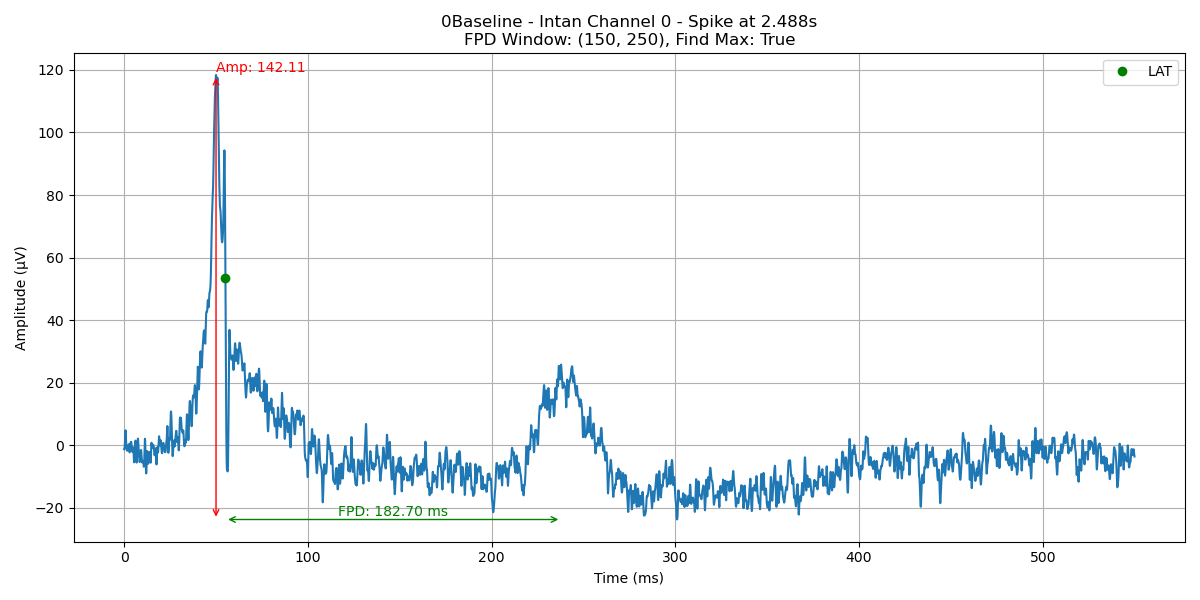 0Baseline - Intan Channel 0 - Spike at 2.488s
FPD Window: (150, 250), Find Max: True
Amp: 142.11
LAT
120
100
80
60
40
20
0
−20
Amplitude (µV)
FPD: 182.70 ms
0 100 200 300 400 500
Time (ms)